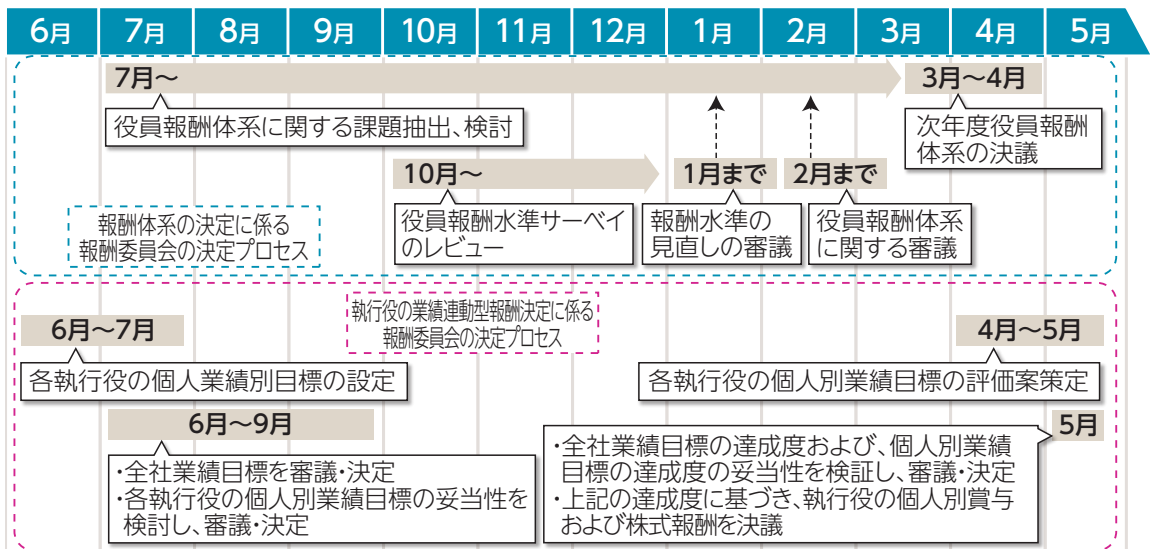 6月 7月 8月 9月 10月 11月 12月 1月 2月 3月 4月 5月
7月～
役員報酬体系に関する課題抽出、検討
3月～4月
次年度役員報酬
体系の決議
10月～
役員報酬水準サーベイ
のレビュー
1月まで
報酬水準の
見直しの審議
2月まで
役員報酬体系
に関する審議
報酬体系の決定に係る
報酬委員会の決定プロセス
執行役の業績連動型報酬決定に係る
報酬委員会の決定プロセス
6月～7月
各執行役の個人業績別目標の設定
4月～5月
各執行役の個人別業績目標の評価案策定
6月～9月
・全社業績目標を審議・決定
・各執行役の個人別業績目標の妥当性を
検討し、審議・決定
5月
・全社業績目標の達成度および、個人別業績
目標の達成度の妥当性を検証し、審議・決定
・上記の達成度に基づき、執行役の個人別賞与
および株式報酬を決議